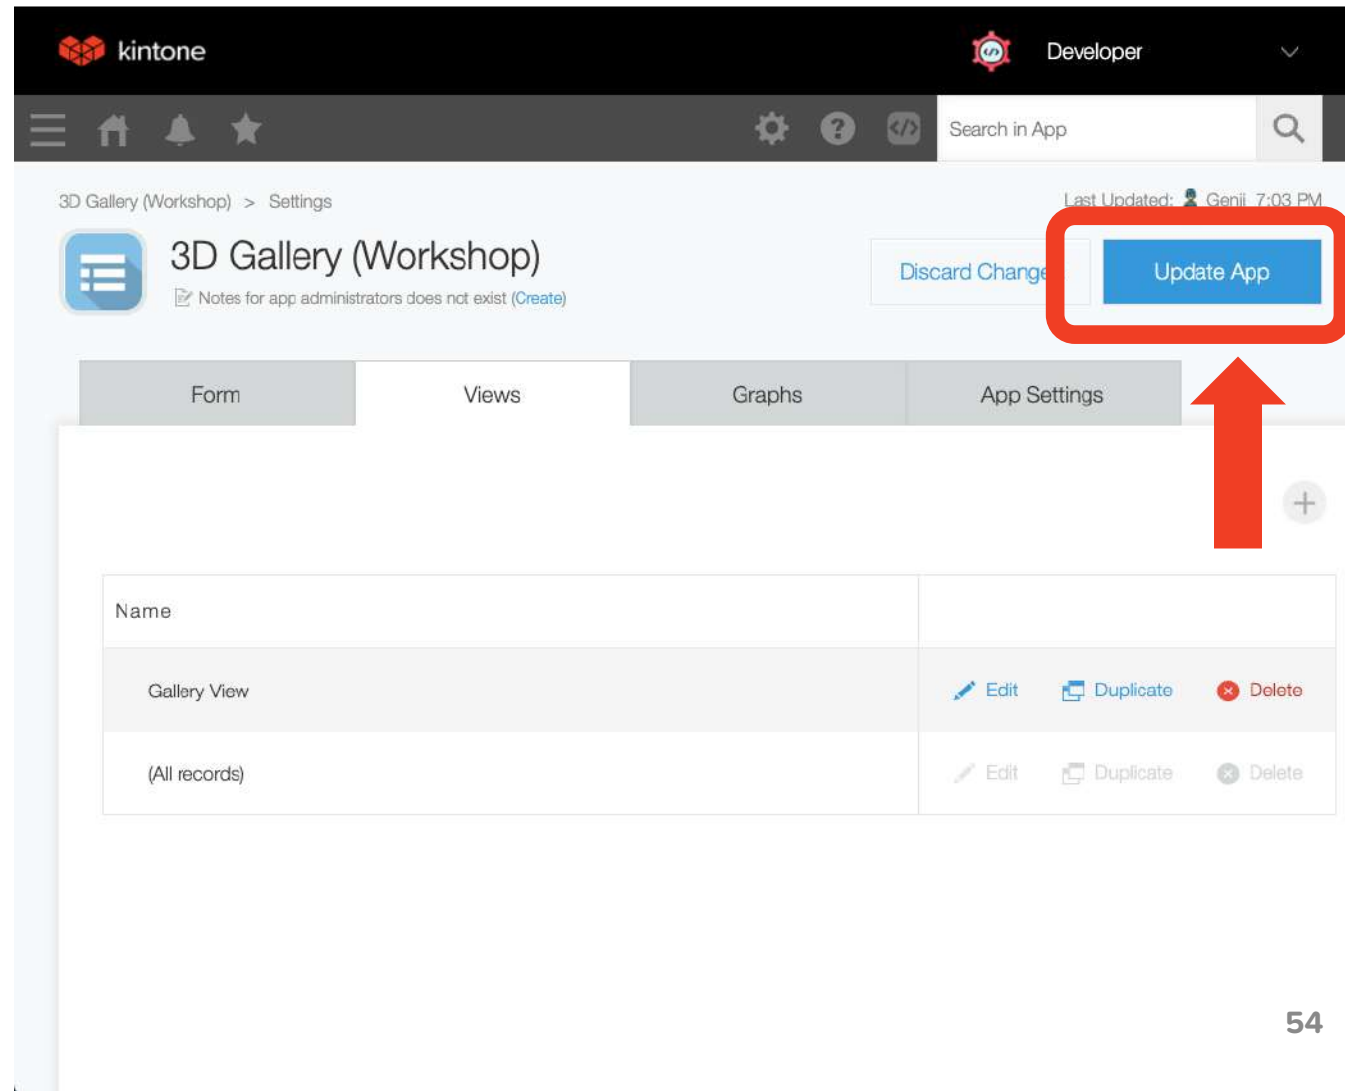 kintone
Developer
Search in App
3D Gallery (Workshop) > Settings
Last Updated: Genji 7:03 PM
3D Gallery (Workshop)
Notes for app administrators does not exist (Create)
Discard Change
Update App
Form
Views
Graphs
App Settings
Name
Gallery View
Edit
Duplicate
Delete
(All records)
Edit
Duplicate
Delete
54